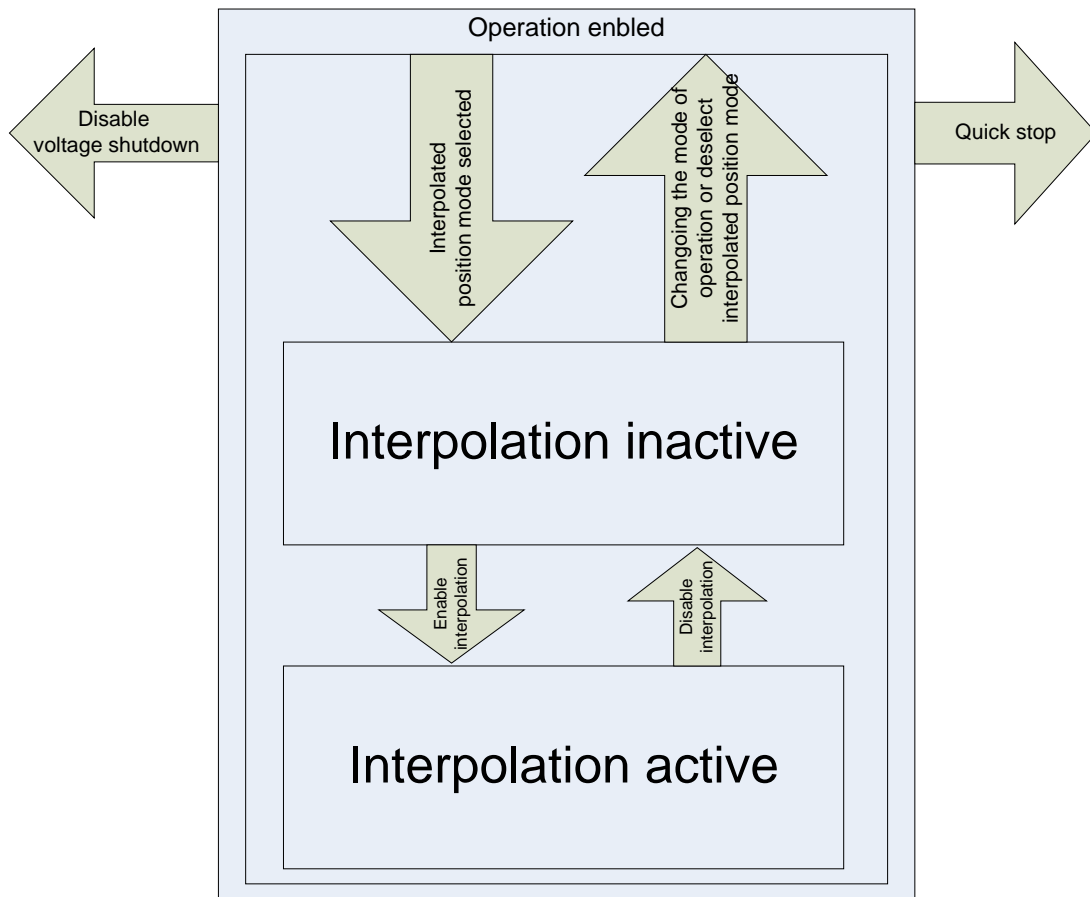 Operation enbled
Disable
voltage shutdown
Interpolated
position mode selected
Changoing the mode of
operation or deselect
interpolated position mode
Quick stop
Interpolation inactive
Enable
interpolation
Disable
interpolation
Interpolation active